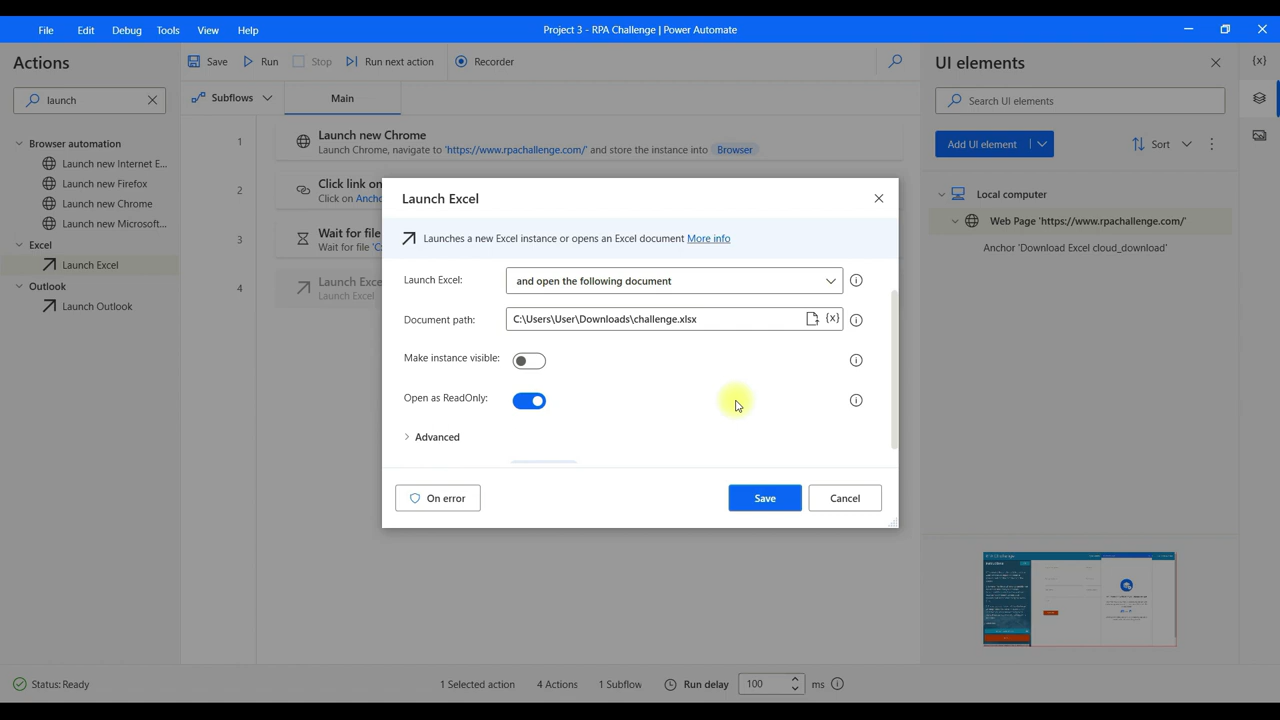 File Edit Debug Tools View Help Project 3 - RPA Challenge | Power Automate
Actions
Save Run Stop Run next action Recorder
UI elements
launch
Subflows Main
Search UI elements
Browser automation
Launch new Internet E...
Launch new Firefox
Launch new Chrome
Launch new Microsoft...
Excel
Launch Excel
Outlook
Launch Outlook
1
Launch new Chrome
Launch Chrome, navigate to 'https://www.rpachallenge.com/' and store the instance into Browser
2
Click link on
Click on Ancho
3
Wait for file
Wait for file 'C:
4
Launch Exce
Launch Excel
Launch Excel
Launches a new Excel instance or opens an Excel document More info
Launch Excel: and open the following document
Document path: C:\Users\User\Downloads\challenge.xlsx {x}
Make instance visible:
Open as ReadOnly:
Advanced
On error Save Cancel
Add UI element Sort
Local computer
Web Page 'https://www.rpachallenge.com/'
Anchor 'Download Excel cloud_download'
{x}
Status: Ready 1 Selected action 4 Actions 1 Subflow Run delay 100 ms